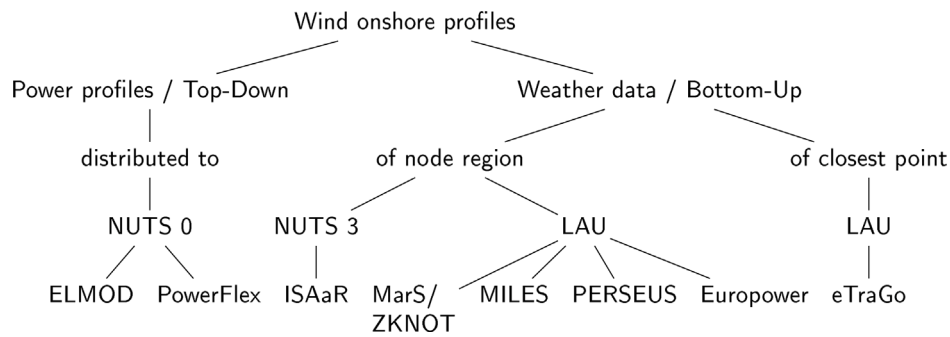 Wind onshore profiles
Power profiles / Top-Down
Weather data / Bottom-Up
distributed to
of node region
of closest point
NUTS 0
NUTS 3
LAU
LAU
ELMOD
PowerFlex
ISAaR
MarS/
ZKNOT
MILES
PERSEUS
Europower
eTraGo